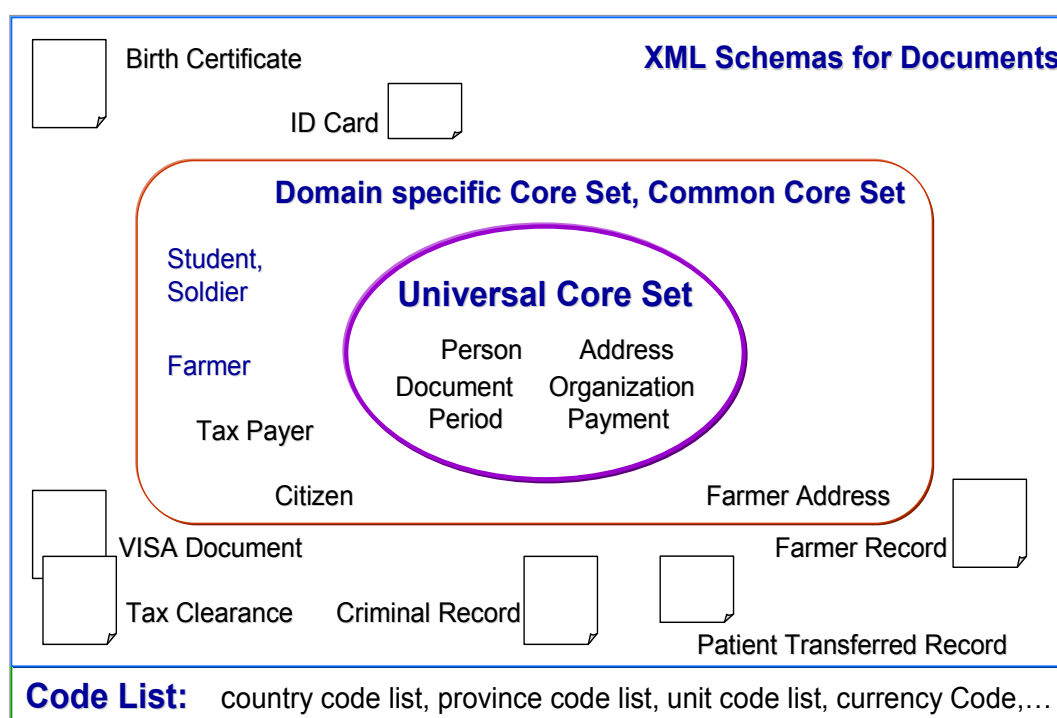 Birth Certificate
XML Schemas for Documents
ID Card
Domain specific Core Set, Common Core Set
Student,
Soldier
Universal Core Set
Person Address
Farmer
Document Organization
Period Payment
Tax Payer
Citizen
Farmer Address
VISA Document
Farmer Record
Tax Clearance
Criminal Record
Patient Transferred Record
Code List: country code list, province code list, unit code list, currency Code,…